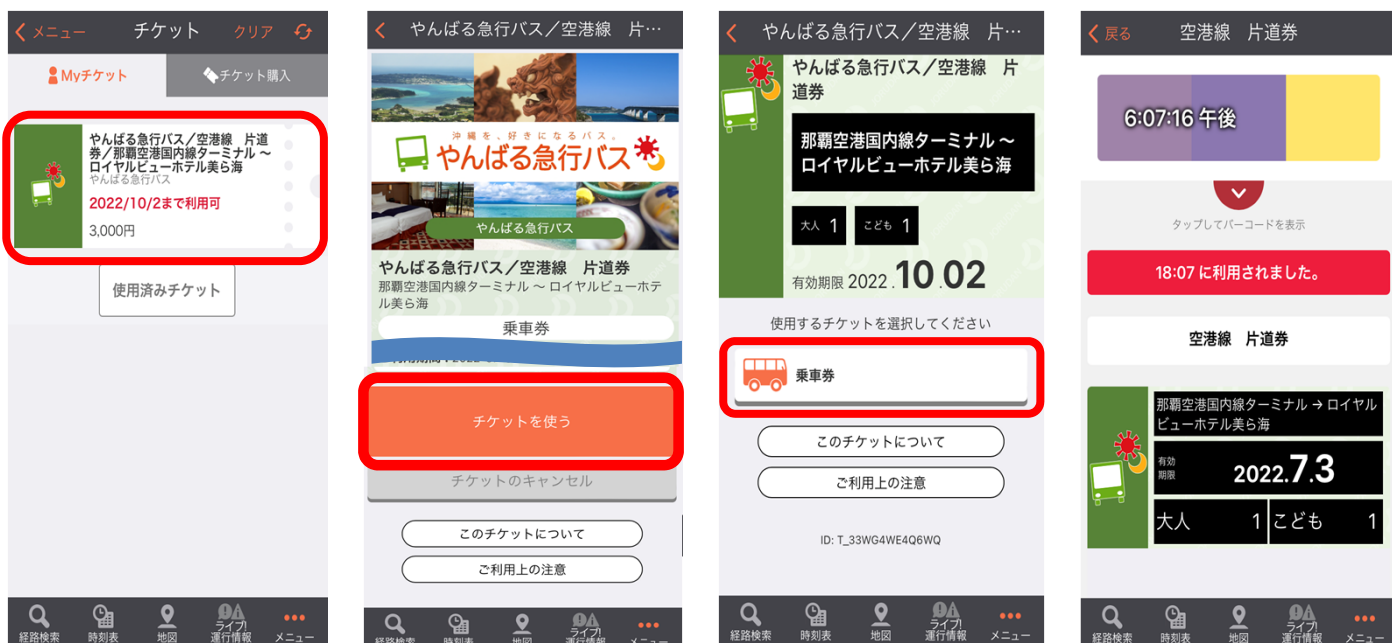 メニュー
チケット
クリア
Myチケット
チケット購入
やんばる急行バス／空港線　片道
券／那覇空港国内線ターミナル ～
ロイヤルビューホテル美ら海
やんばる急行バス
2022/10/2まで利用可
3,000円
使用済みチケット
経路検索
時刻表
地図
ライブ!
運行情報
メニュー
やんばる急行バス／空港線　片…
沖縄を、好きになるバス。
やんばる急行バス
やんばる急行バス
やんばる急行バス／空港線　片道券
那覇空港国内線ターミナル ～ ロイヤルビューホテ
ル美ら海
乗車券
チケットを使う
チケットのキャンセル
このチケットについて
ご利用上の注意
経路検索
時刻表
地図
ライブ!
運行情報
メニュー
やんばる急行バス／空港線　片…
やんばる急行バス／空港線　片
道券
那覇空港国内線ターミナル ～
ロイヤルビューホテル美ら海
大人 1
こども 1
有効期限 2022.10.02
使用するチケットを選択してください
乗車券
このチケットについて
ご利用上の注意
ID: T_33WG4WE4Q6WQ
経路検索
時刻表
地図
ライブ!
運行情報
メニュー
戻る
空港線　片道券
6:07:16 午後
タップしてバーコードを表示
18:07 に利用されました。
空港線　片道券
那覇空港国内線ターミナル → ロイヤル
ビューホテル美ら海
有効
期限
2022.7.3
大人 1
こども 1
経路検索
時刻表
地図
ライブ!
運行情報
メニュー